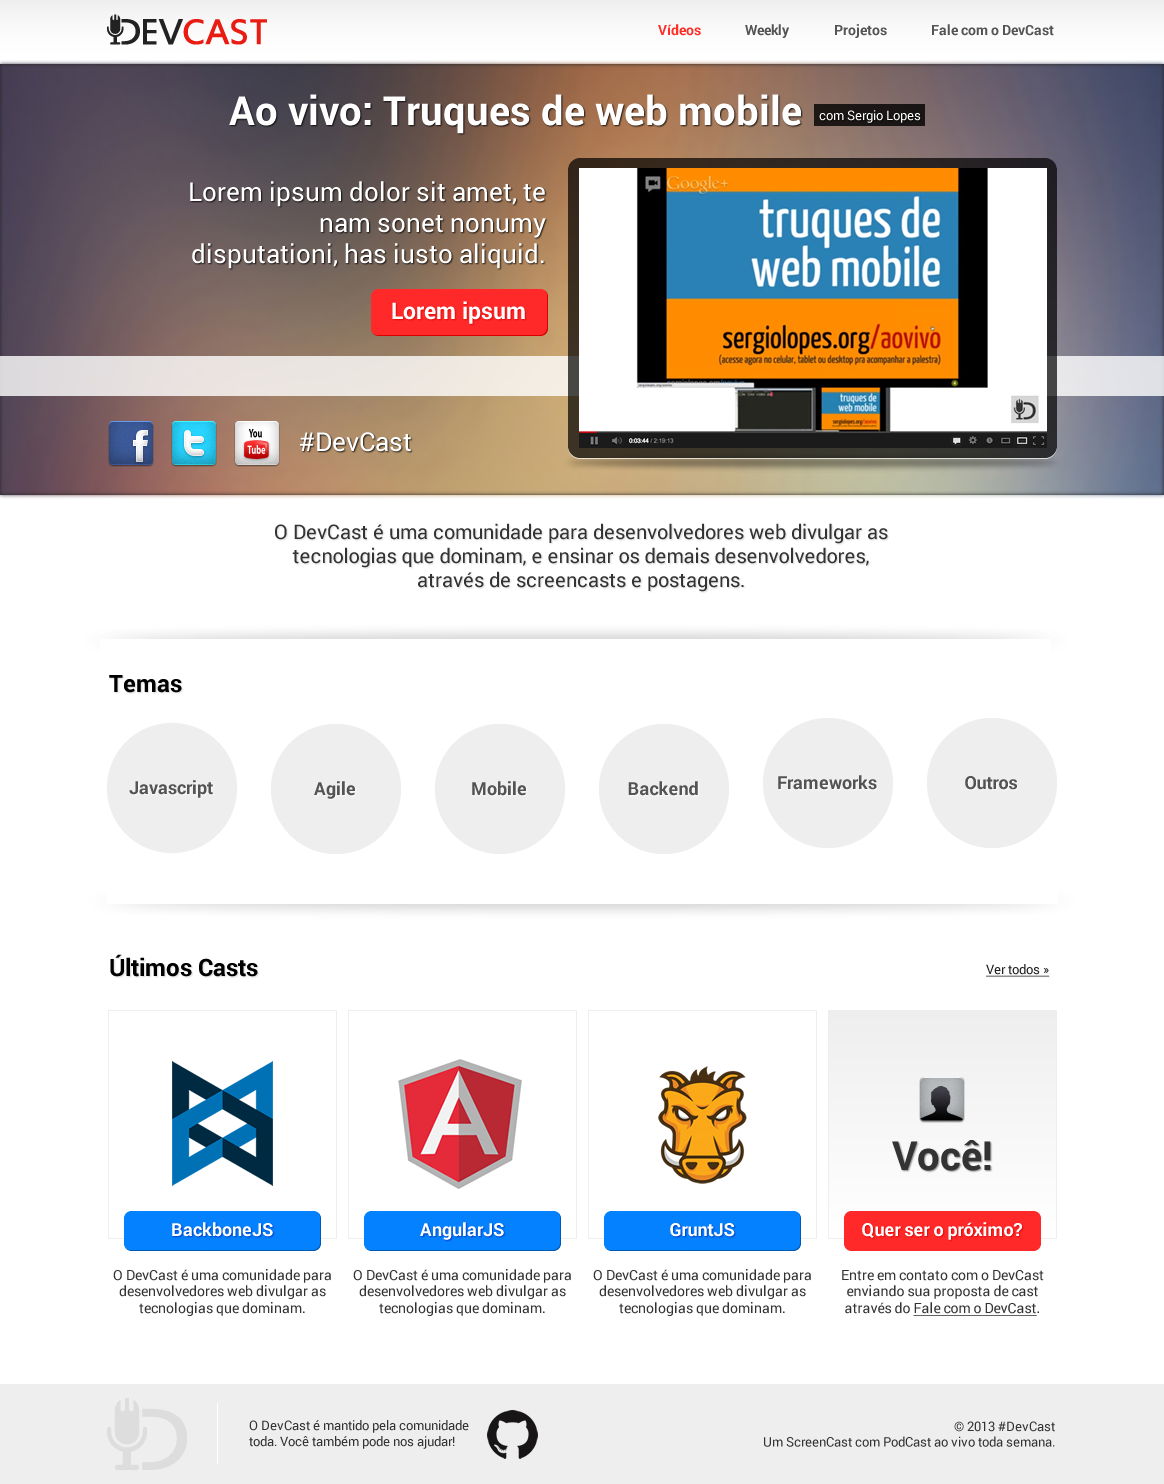 DEVCAST
Vídeos Weekly Projetos Fale com o DevCast
Ao vivo: Truques de web mobile com Sergio Lopes
Lorem ipsum dolor sit amet, te
nam sonet nonumy
disputationi, has iusto aliquid.
Lorem ipsum
Google+
truques de
web mobile
sergiolopes.org/aovivo
(acesse agora no celular, tablet ou desktop pra acompanhar a palestra)
truques de
web mobile
0:03:44 / 2:19:13
f
t
You
Tube
#DevCast
O DevCast é uma comunidade para desenvolvedores web divulgar as
tecnologias que dominam, e ensinar os demais desenvolvedores,
através de screencasts e postagens.
Temas
Javascript
Agile
Mobile
Backend
Frameworks
Outros
Últimos Casts
Ver todos »
A
Você!
BackboneJS
AngularJS
GruntJS
Quer ser o próximo?
O DevCast é uma comunidade para
desenvolvedores web divulgar as
tecnologias que dominam.
O DevCast é uma comunidade para
desenvolvedores web divulgar as
tecnologias que dominam.
O DevCast é uma comunidade para
desenvolvedores web divulgar as
tecnologias que dominam.
Entre em contato com o DevCast
enviando sua proposta de cast
através do Fale com o DevCast.
D
O DevCast é mantido pela comunidade
toda. Você também pode nos ajudar!
© 2013 #DevCast
Um ScreenCast com PodCast ao vivo toda semana.